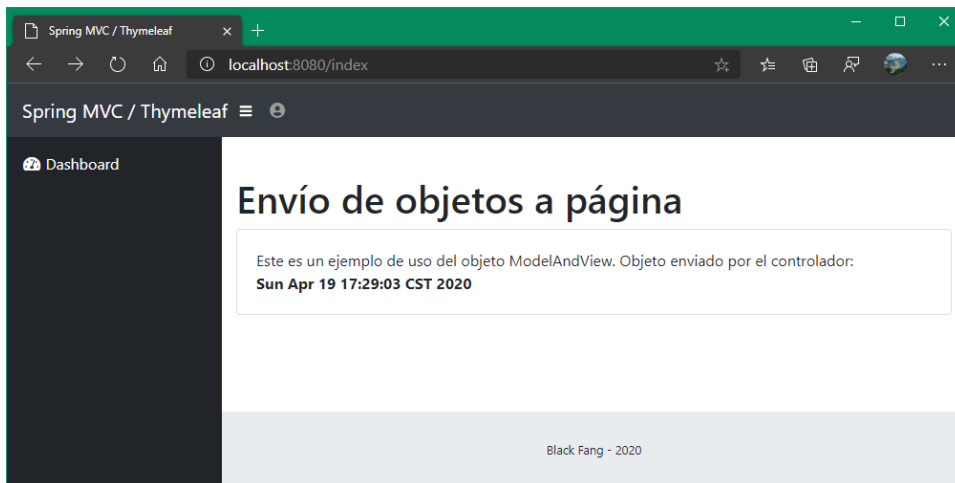 Spring MVC / Thymeleaf
localhost:8080/index
Spring MVC / Thymeleaf
Dashboard
Envío de objetos a página
Este es un ejemplo de uso del objeto ModelAndView. Objeto enviado por el controlador:
Sun Apr 19 17:29:03 CST 2020
Black Fang - 2020